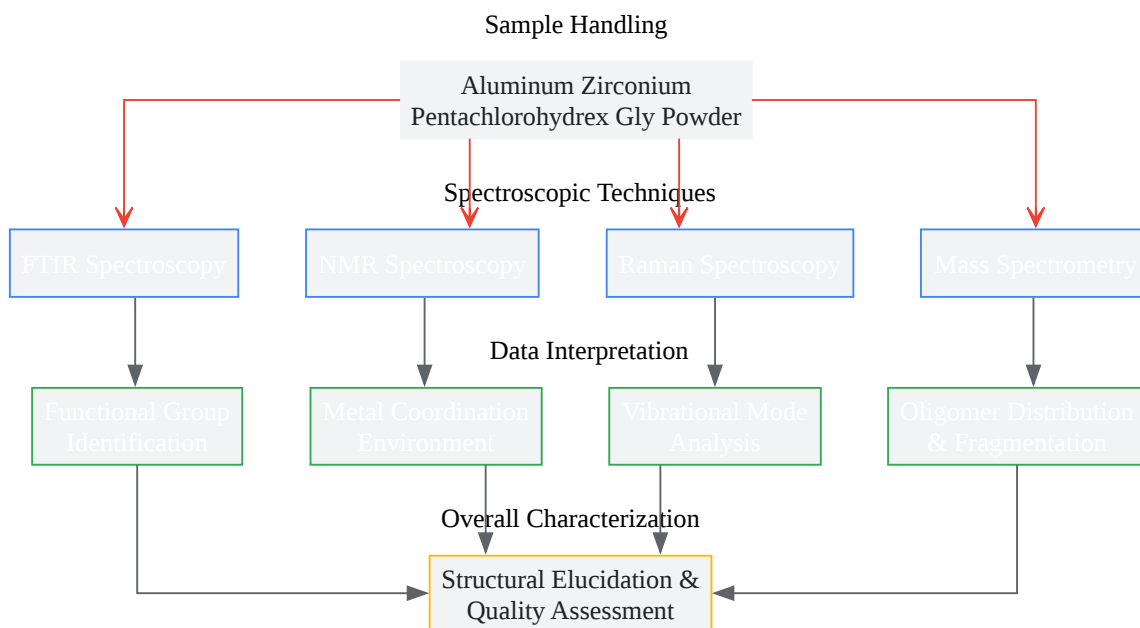 Sample Handling
Aluminum Zirconium
Pentachlorohydrex Gly Powder
Spectroscopic Techniques
FTIR Spectroscopy
NMR Spectroscopy
Raman Spectroscopy
Mass Spectrometry
Data Interpretation
Functional Group
Identification
Metal Coordination
Environment
Vibrational Mode
Analysis
Oligomer Distribution
& Fragmentation
Overall Characterization
Structural Elucidation &
Quality Assessment